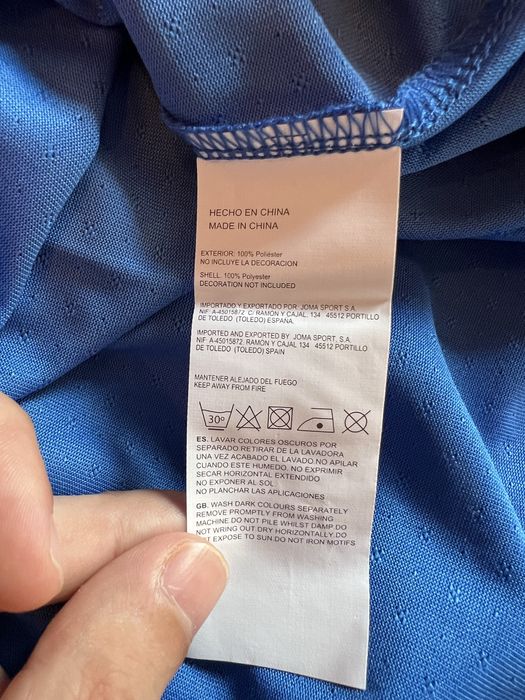 HECHO EN CHINA
MADE IN CHINA
EXTERIOR: 100% Poliéster
NO INCLUYE LA DECORACION
SHELL: 100% Polyester
DECORATION NOT INCLUDED
IMPORTADO Y EXPORTADO POR: JOMA SPORT S.A.
NIF: A-45015872. C: RAMON Y CAJAL, 134 45512 PORTILLO
DE TOLEDO (TOLEDO) ESPAÑA.
IMPORTED AND EXPORTED BY: JOMA SPORT, S.A.
NIF: A-45015872. RAMON Y CAJAL 134 45512 PORTILLO
DE TOLEDO (TOLEDO) SPAIN
MANTENER ALEJADO DEL FUEGO
KEEP AWAY FROM FIRE
30º
ES. LAVAR COLORES OSCUROS POR
SEPARADO RETIRAR DE LA LAVADORA
UNA VEZ ACABADO EL LAVADO. NO APILAR
CUANDO ESTE HUMEDO. NO EXPRIMIR
SECAR HORIZONTAL EXTENDIDO
NO EXPONER AL SOL
NO PLANCHAR LAS APLICACIONES
GB. WASH DARK COLOURS SEPARATELY
REMOVE PROMPTLY FROM WASHING
MACHINE DO NOT PILE WHILST DAMP.DO
NOT WRING OUT DRY HORIZONTALLY.DO
EXPOSE TO SUN.DO NOT IRON MOTIFS